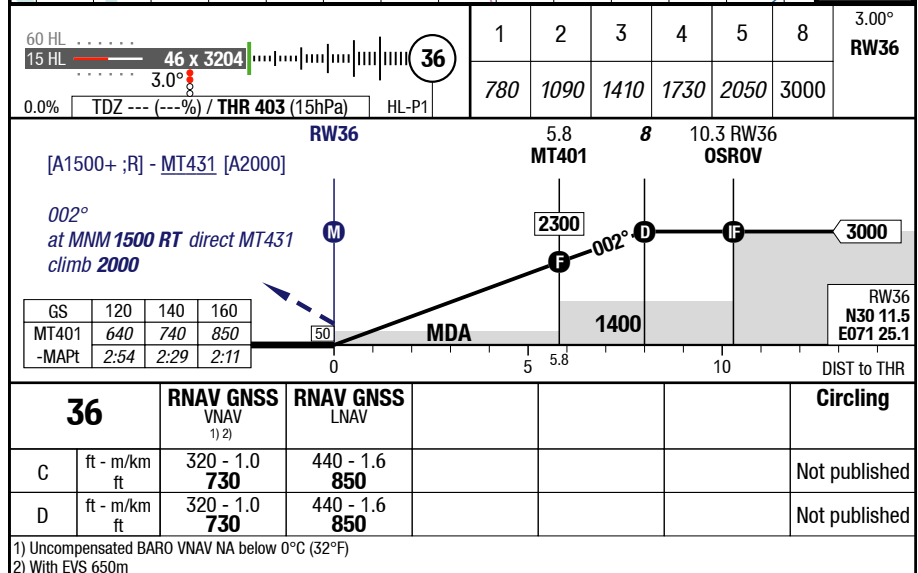 60 HL
15 HL 46 x 3204 36
3.0°
0.0% TDZ --- (---%) / THR 403 (15hPa) HL-P1
1 2 3 4 5 8 3.00° RW36
780 1090 1410 1730 2050 3000
RW36 5.8 8 10.3 RW36
MT401 OSROV
[A1500+ ;R] - MT431 [A2000]
002°
at MNM 1500 RT direct MT431
climb 2000
M 2300 F 002° D IF 3000
GS 120 140 160
MT401 640 740 850
-MAPt 2:54 2:29 2:11
50 MDA 1400
RW36
N30 11.5
E071 25.1
0 5 5.8 10 DIST to THR
36 RNAV GNSS RNAV GNSS Circling
VNAV LNAV
1) 2)
C ft - m/km 320 - 1.0 440 - 1.6 Not published
ft 730 850
D ft - m/km 320 - 1.0 440 - 1.6 Not published
ft 730 850
1) Uncompensated BARO VNAV NA below 0°C (32°F)
2) With EVS 650m